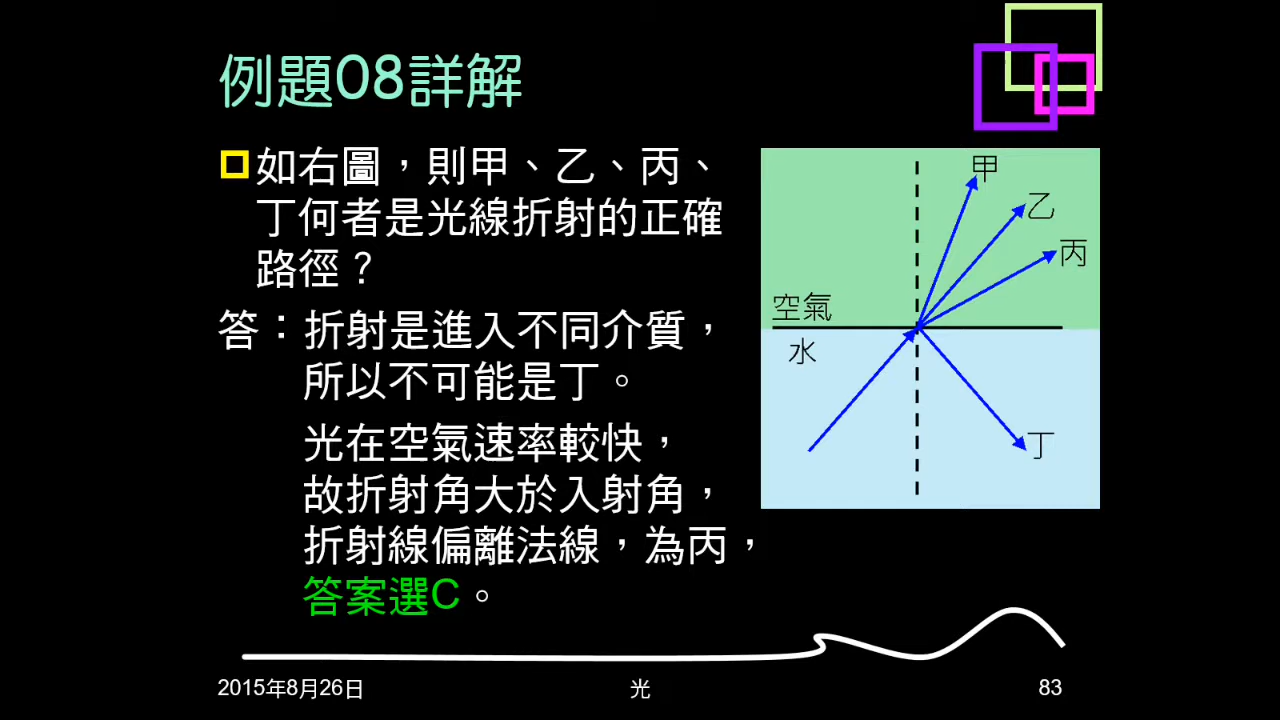 例題08詳解
如右圖，則甲、乙、丙、
丁何者是光線折射的正確
路徑？
答：折射是進入不同介質，
所以不可能是丁。
光在空氣速率較快，
故折射角大於入射角，
折射線偏離法線，為丙，
答案選C。
甲
乙
丙
空氣
水
丁
2015年8月26日
光
83